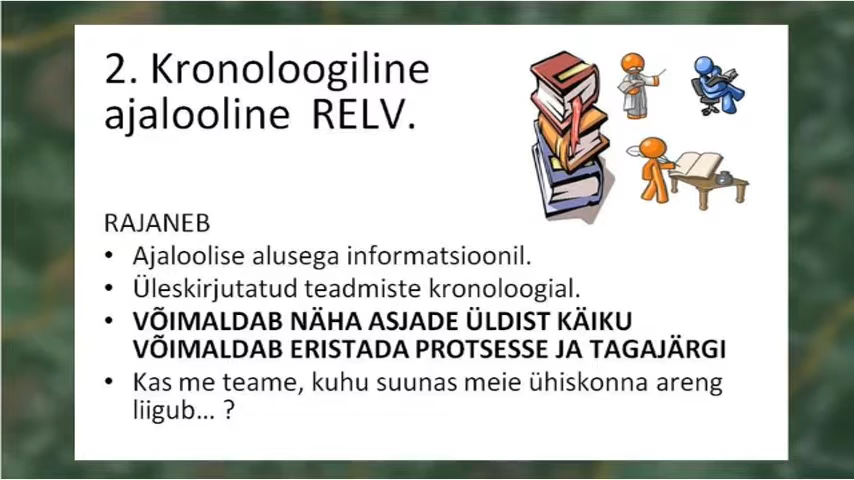 2. Kronoloogiline
ajalooline RELV.
RAJANEB
• Ajaloolise alusega informatsioonil.
• Üleskirjutatud teadmiste kronoloogial.
• VÕIMALDAB NÄHA ASJADE ÜLDIST KÄIKU
VÕIMALDAB ERISTADA PROTSESSE JA TAGAJÄRGI
• Kas me teame, kuhu suunas meie ühiskonna areng
liigub... ?